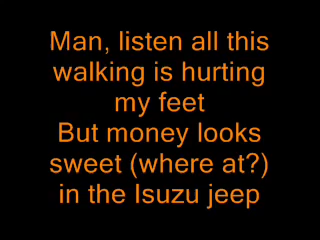 Man, listen all this
walking is hurting
my feet
But money looks
sweet (where at?)
in the Isuzu jeep